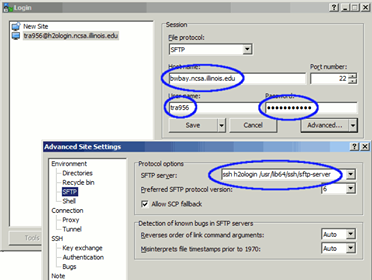 Login
New Site
tra956@h2ologin.ncsa.illinois.edu
Session
File protocol:
SFTP
Host name:
Port number:
bwbay.ncsa.illinois.edu
22
User name:
Password:
tra956
Save
Cancel
Advanced...
Tools
Advanced Site Settings
Environment
Directories
Recycle bin
SFTP
Shell
Connection
Proxy
Tunnel
SSH
Key exchange
Authentication
Bugs
Note
Protocol options
SFTP server:
ssh h2ologin /usr/lib64/ssh/sftp-server
Preferred SFTP protocol version:
6
Allow SCP fallback
Detection of known bugs in SFTP servers
Reverses order of link command arguments:
Auto
Misinterprets file timestamps prior to 1970:
Auto